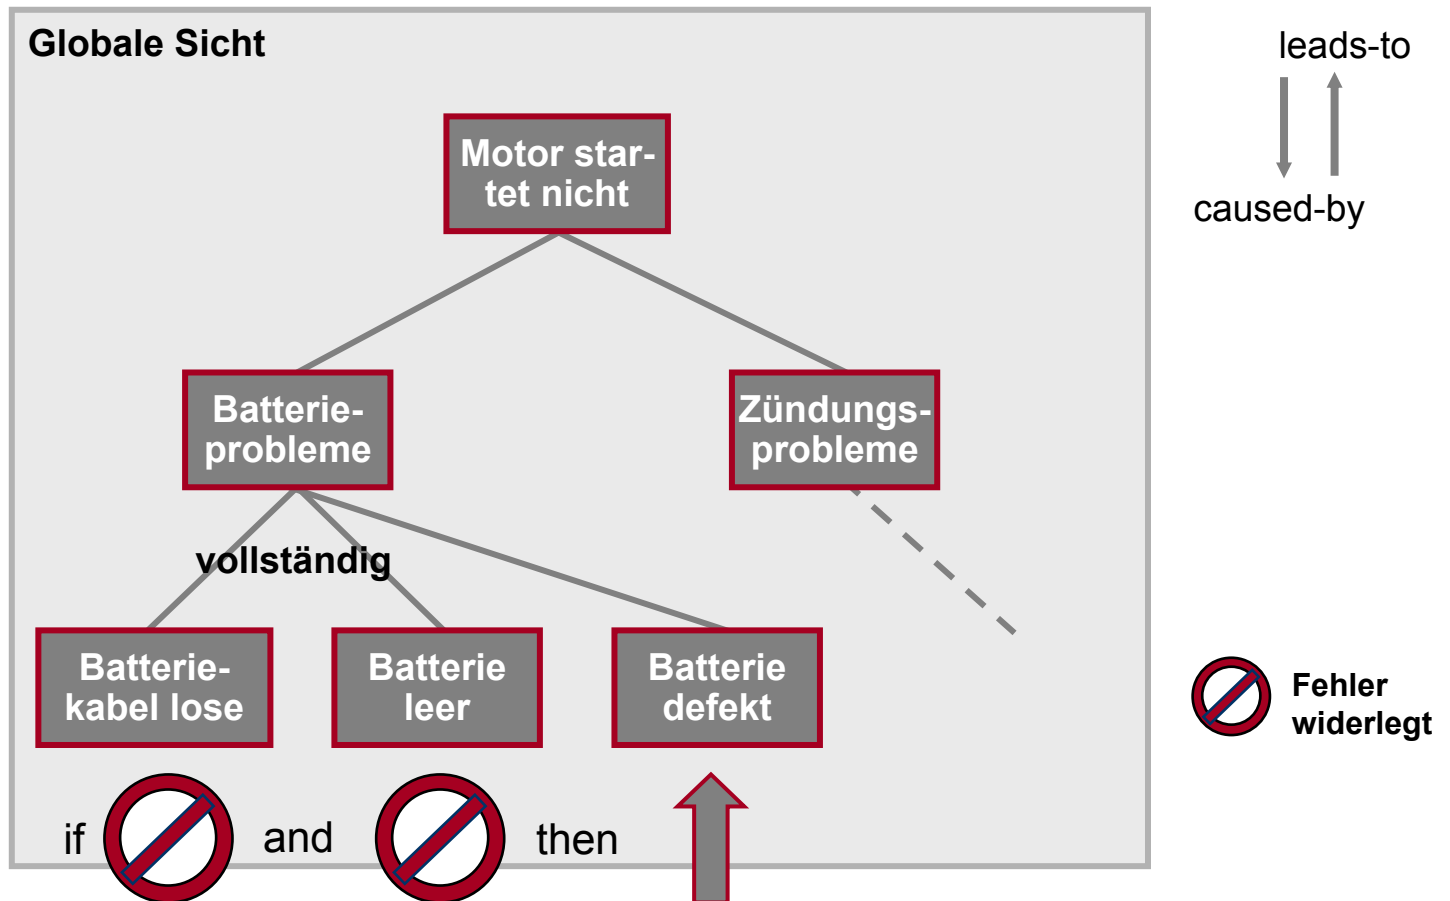 Globale Sicht
leads-to
caused-by
Motor star-
tet nicht
Batterie-
probleme
Zündungs-
probleme
vollständig
Batterie-
kabel lose
Batterie
leer
Batterie
defekt
Fehler
widerlegt
if and then